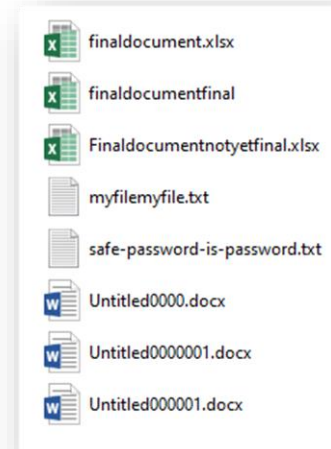 finaldocument.xlsx
finaldocumentfinal
Finaldocumentnotyetfinal.xlsx
myfilemyfile.txt
safe-password-is-password.txt
Untitled0000.docx
Untitled0000001.docx
Untitled000001.docx